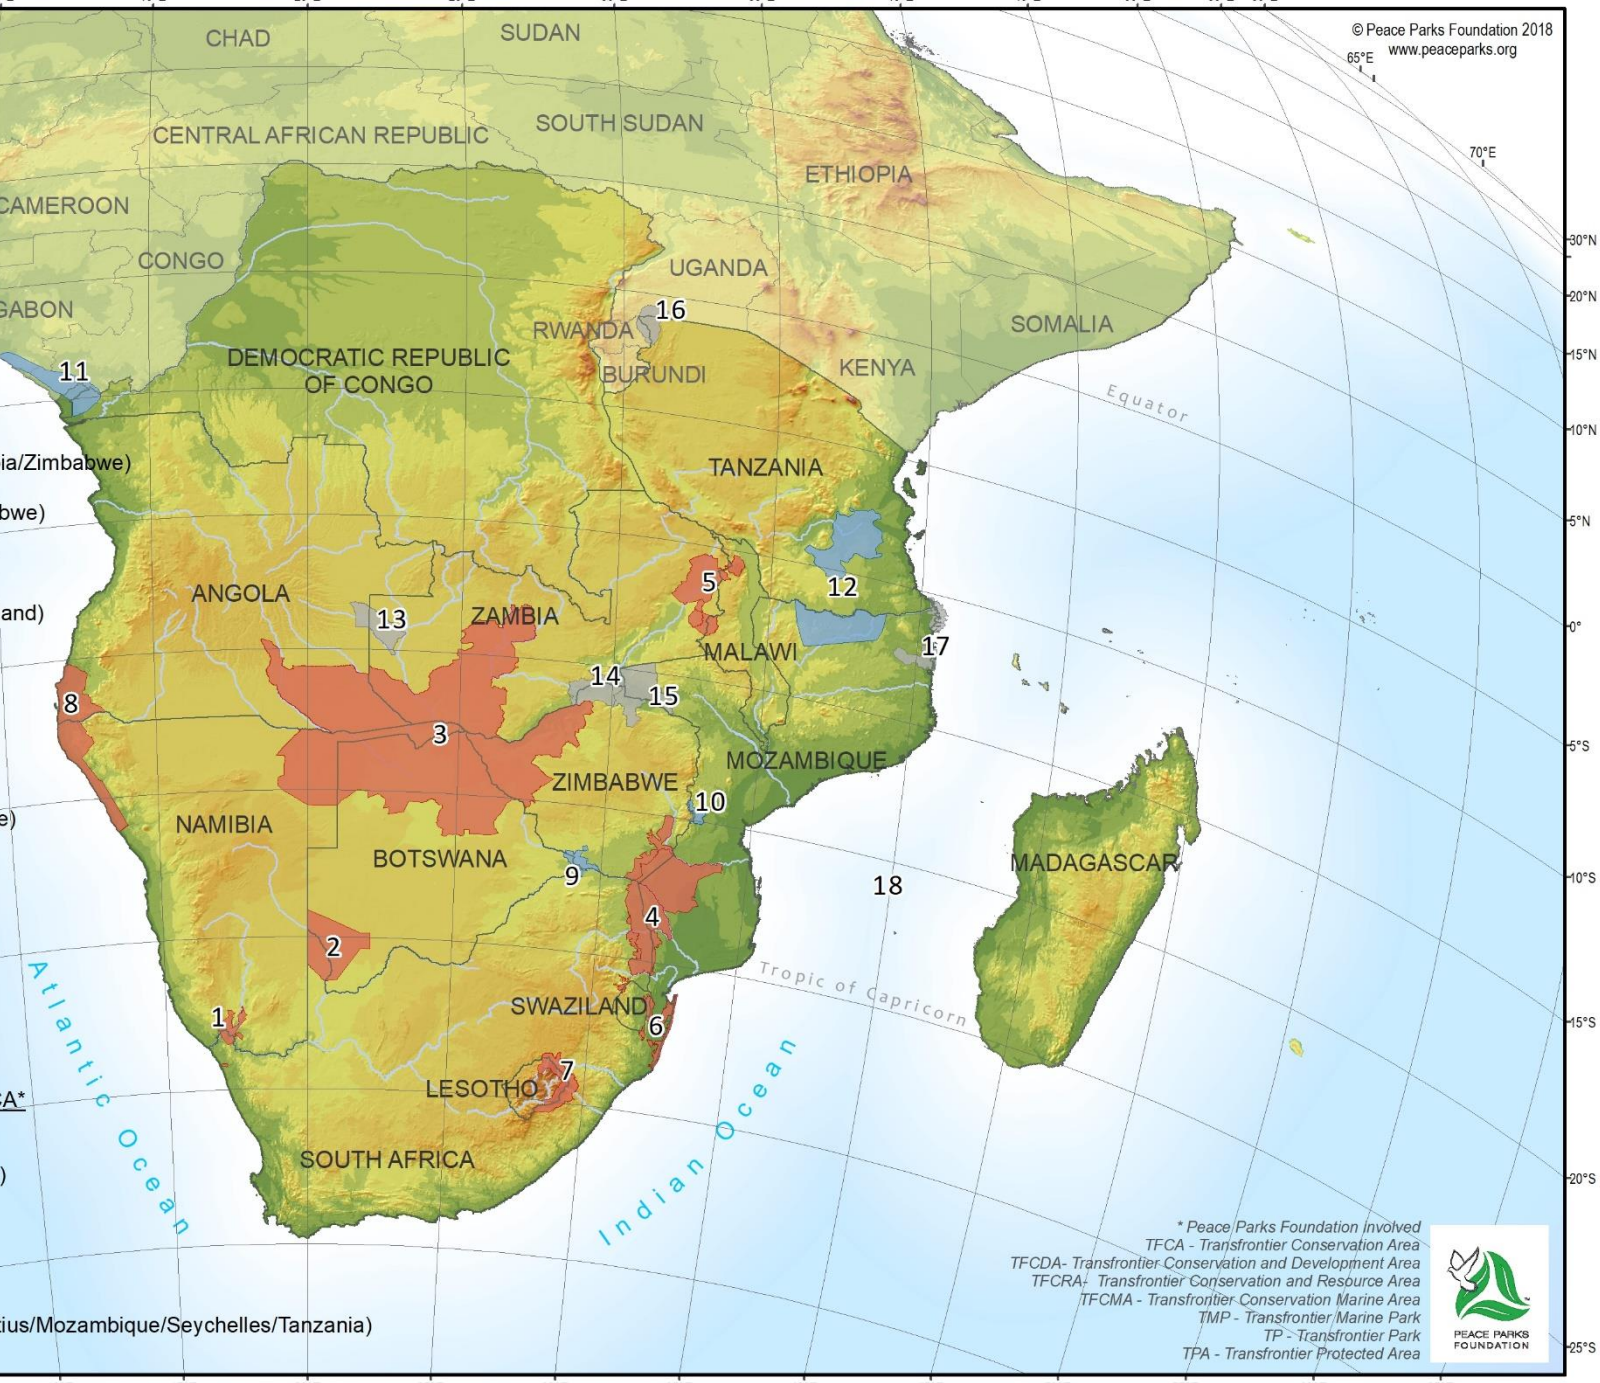 © Peace Parks Foundation 2018
www.peaceparks.org
65°E
70°E
CHAD
SUDAN
CENTRAL AFRICAN REPUBLIC
SOUTH SUDAN
ETHIOPIA
CAMEROON
CONGO
UGANDA
GABON
16
RWANDA
SOMALIA
DEMOCRATIC REPUBLIC
OF CONGO
BURUNDI
KENYA
11
Equator
30°N
20°N
15°N
10°N
5°N
0°
5°S
10°S
15°S
20°S
25°S
ia/Zimbabwe)
TANZANIA
bwe)
ANGOLA
5
12
and)
13
ZAMBIA
MALAWI
17
14
15
8
3
MOZAMBIQUE
ZIMBABWE
10
e)
NAMIBIA
BOTSWANA
MADAGASCAR
9
18
4
2
Tropic of Capricorn
Atlantic Ocean
1
SWAZILAND
6
Indian Ocean
7
LESOTHO
CA*
SOUTH AFRICA
)
tius/Mozambique/Seychelles/Tanzania)
* Peace Parks Foundation involved
TFCA - Transfrontier Conservation Area
TFCDA- Transfrontier Conservation and Development Area
TFCRA- Transfrontier Conservation and Resource Area
TFCMA - Transfrontier Conservation Marine Area
TMP - Transfrontier Marine Park
TP - Transfrontier Park
TPA - Transfrontier Protected Area
PEACE PARKS
FOUNDATION